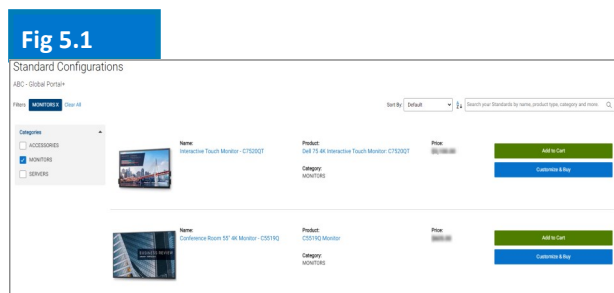 Fig 5.1
Standard Configurations
ABC - Global Portal+
Filters MONITORS X Clear All
Sort By Default Search your Standards by name, product type, category and more
Categories
ACCESSORIES
MONITORS
SERVERS
Name: Product: Price:
Interactive Touch Monitor - C7520QT Dell 75 4K Interactive Touch Monitor: C7520QT
Add to Cart
Category:
MONITORS
Customize & Buy
Name: Product: Price:
Conference Room 55" 4K Monitor - C5519Q C5519Q Monitor
Add to Cart
Category:
MONITORS
Customize & Buy